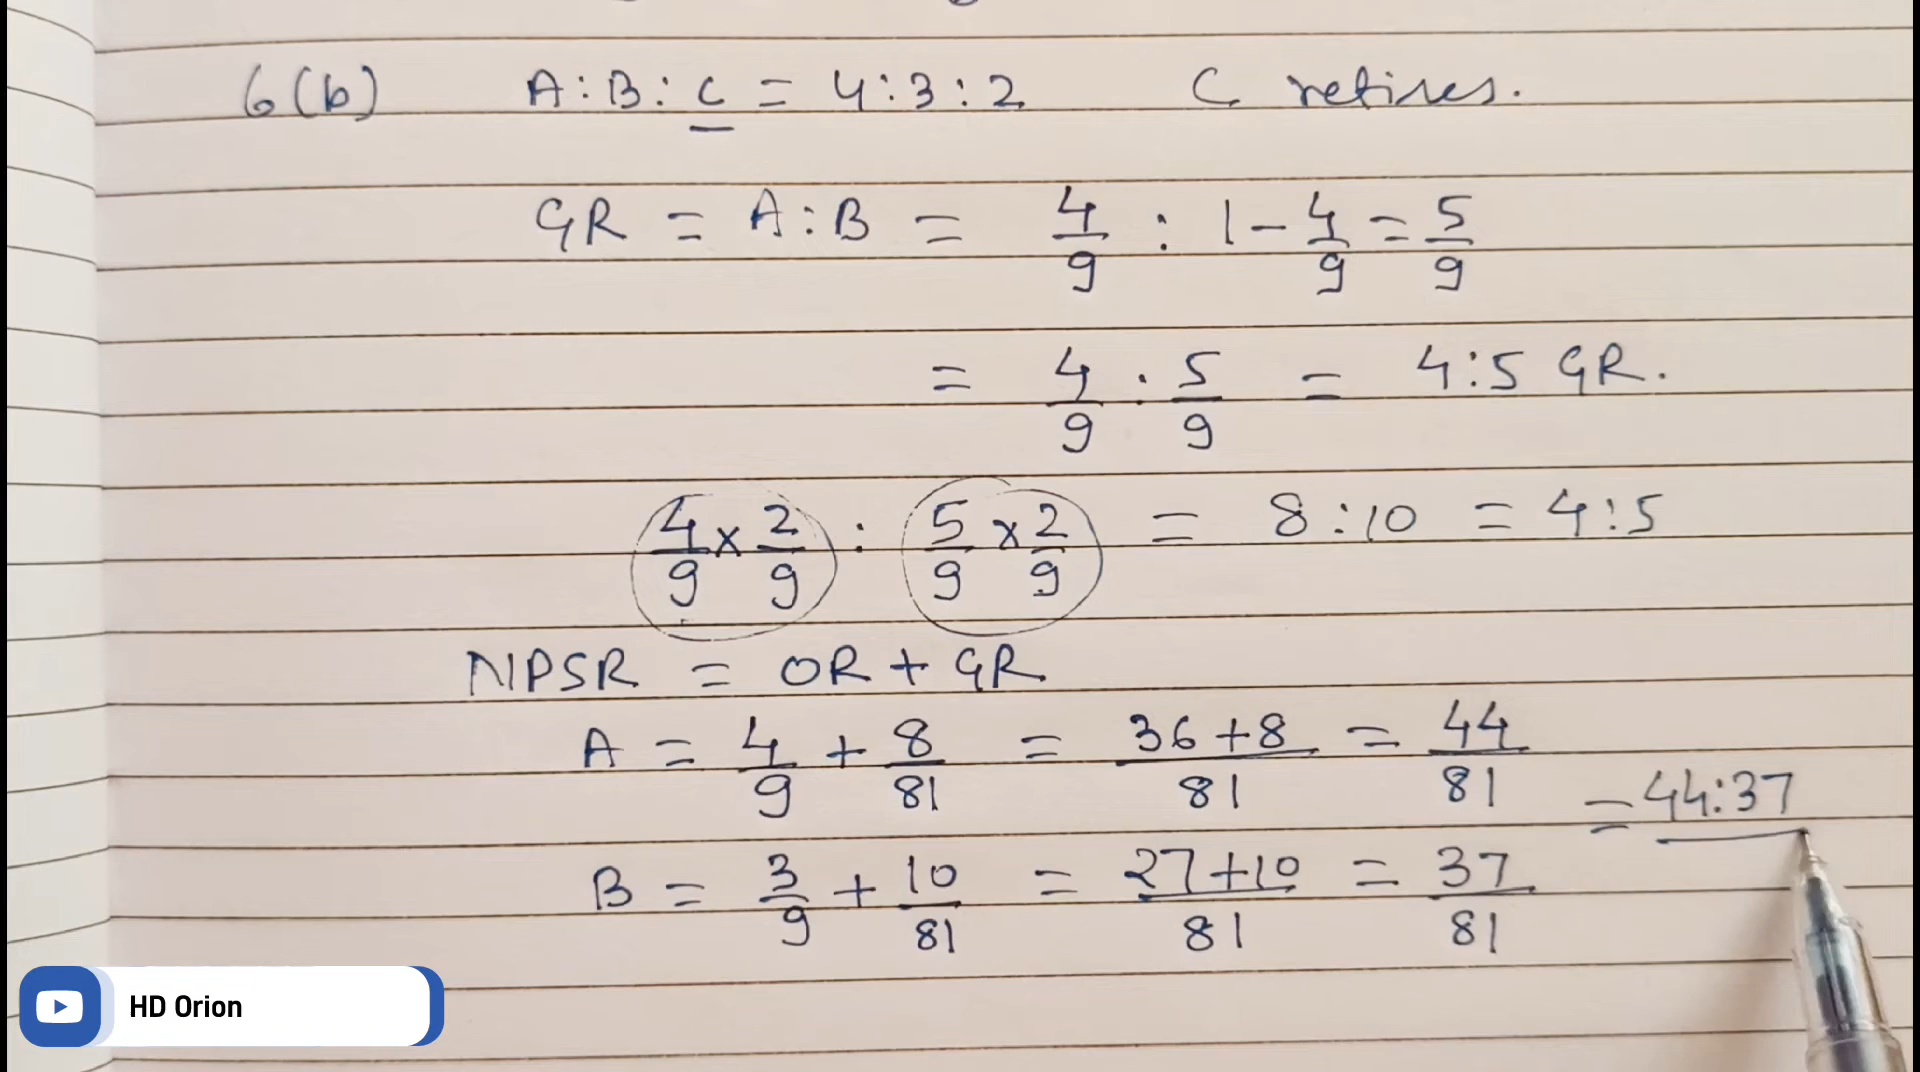 6(b) A:B:C = 4:3:2 C retires.
GR = A:B = 4/9 : 1 - 4/9 = 5/9
= 4/9 : 5/9 = 4:5 GR.
4/9 x 2/9 : 5/9 x 2/9 = 8:10 = 4:5
NPSR = OR + GR
A = 4/9 + 8/81 = 36+8/81 = 44/81
= 44:37
B = 3/9 + 10/81 = 27+10/81 = 37/81
HD Orion